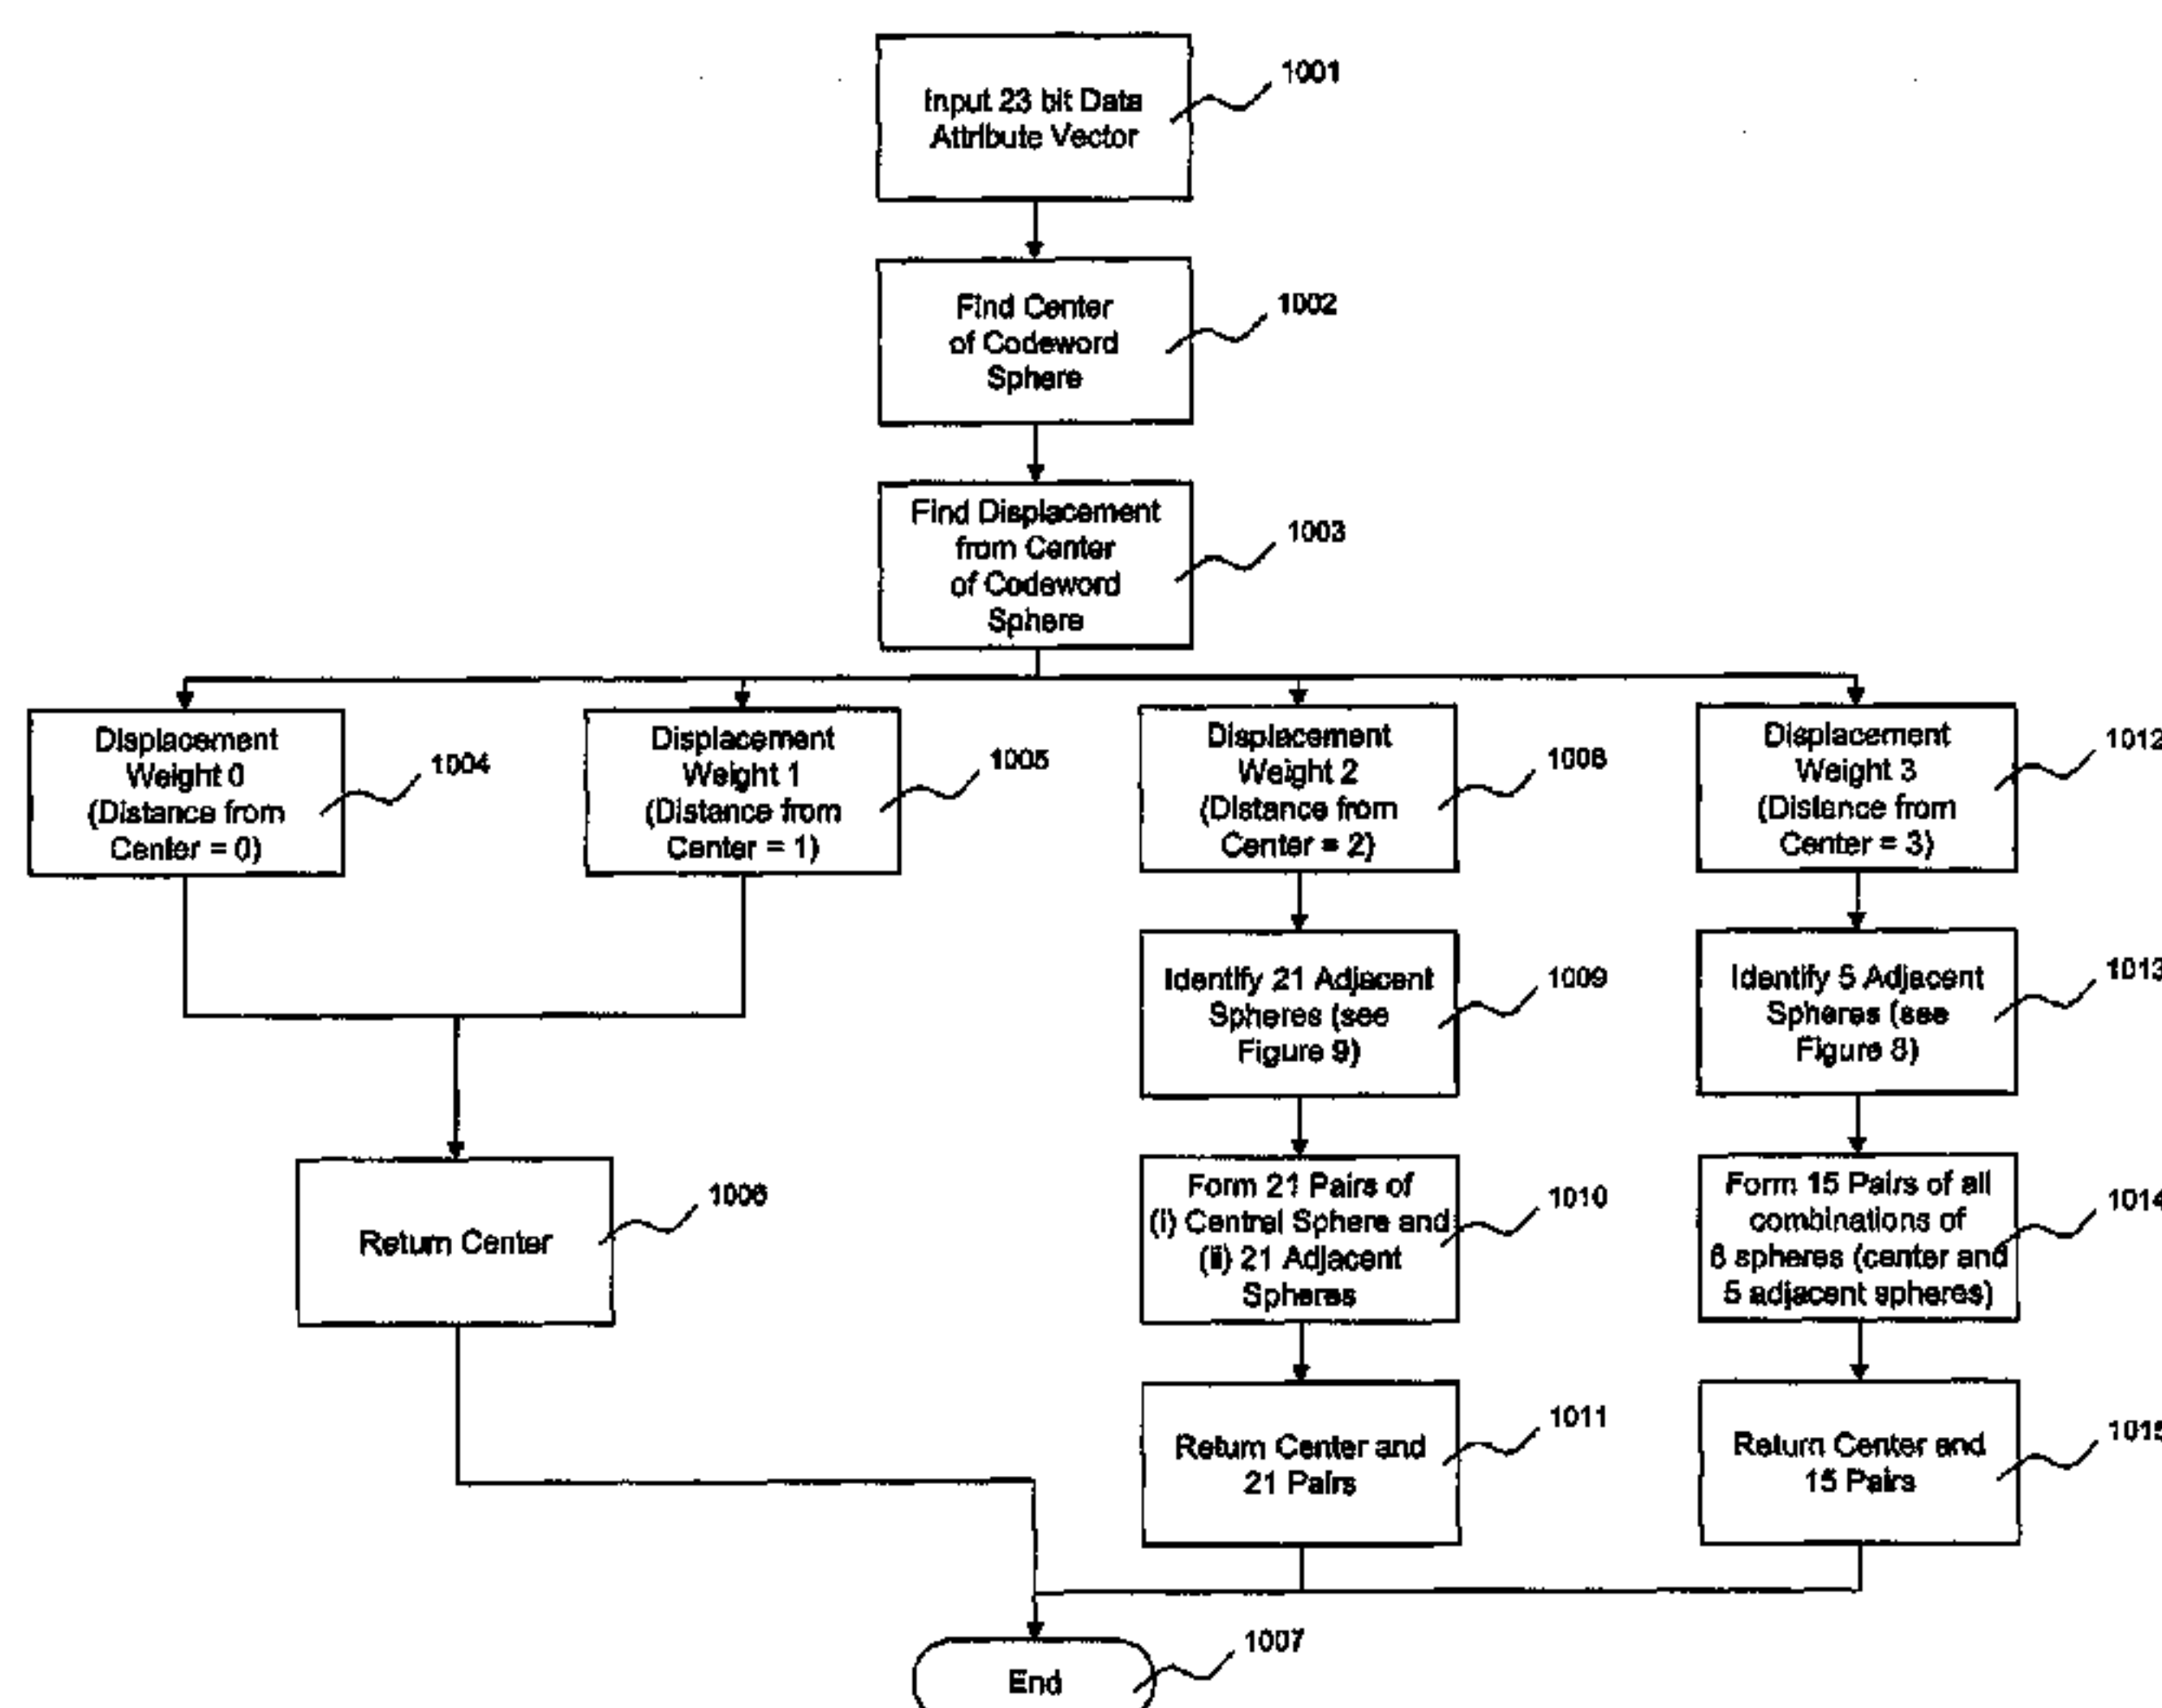 Input 23 bit Data
Attribute Vector
1001
Find Center
of Codeword
Sphere
1002
Find Displacement
from Center
of Codeword
Sphere
1003
Displacement
Weight 0
(Distance from
Center = 0)
1004
Displacement
Weight 1
(Distance from
Center = 1)
1005
Displacement
Weight 2
(Distance from
Center = 2)
1008
Displacement
Weight 3
(Distance from
Center = 3)
1012
Identify 21 Adjacent
Spheres (see
Figure 9)
1009
Identify 5 Adjacent
Spheres (see
Figure 8)
1013
Return Center
1006
Form 21 Pairs of
(i) Central Sphere and
(ii) 21 Adjacent
Spheres
1010
Form 15 Pairs of all
combinations of
6 spheres (center and
5 adjacent spheres)
1014
Return Center and
21 Pairs
1011
Return Center and
15 Pairs
1015
End
1007